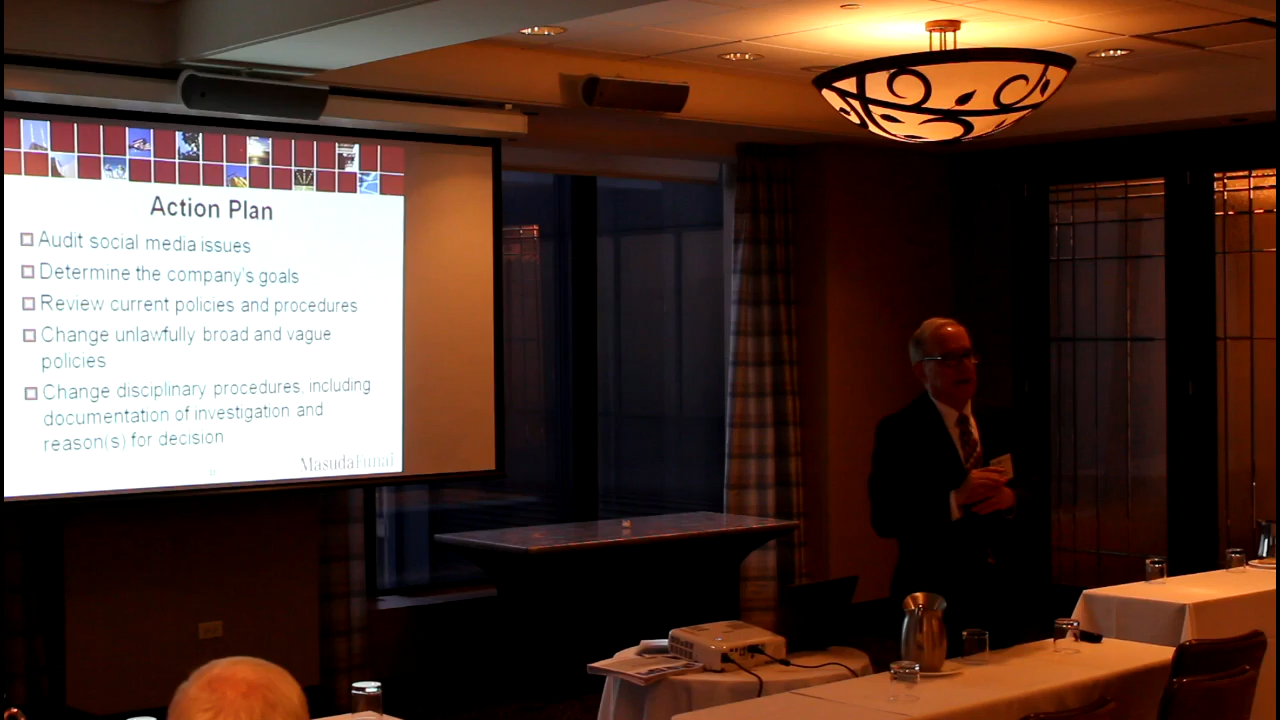 Action Plan
Audit social media issues
Determine the company's goals
Review current policies and procedures
Change unlawfully broad and vague
policies
Change disciplinary procedures, including
documentation of investigation and
reason(s) for decision
MasudaFunai